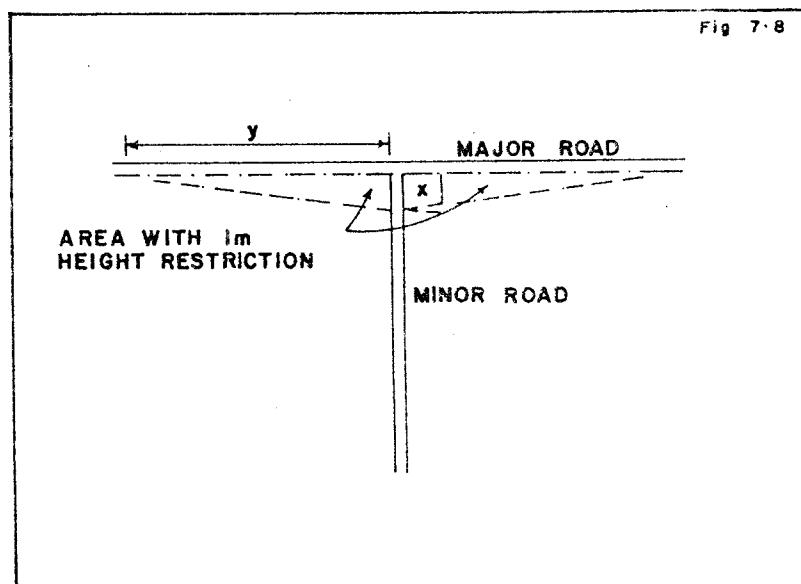 Fig 7·8
y
MAJOR ROAD
x
AREA WITH 1m
HEIGHT RESTRICTION
MINOR ROAD